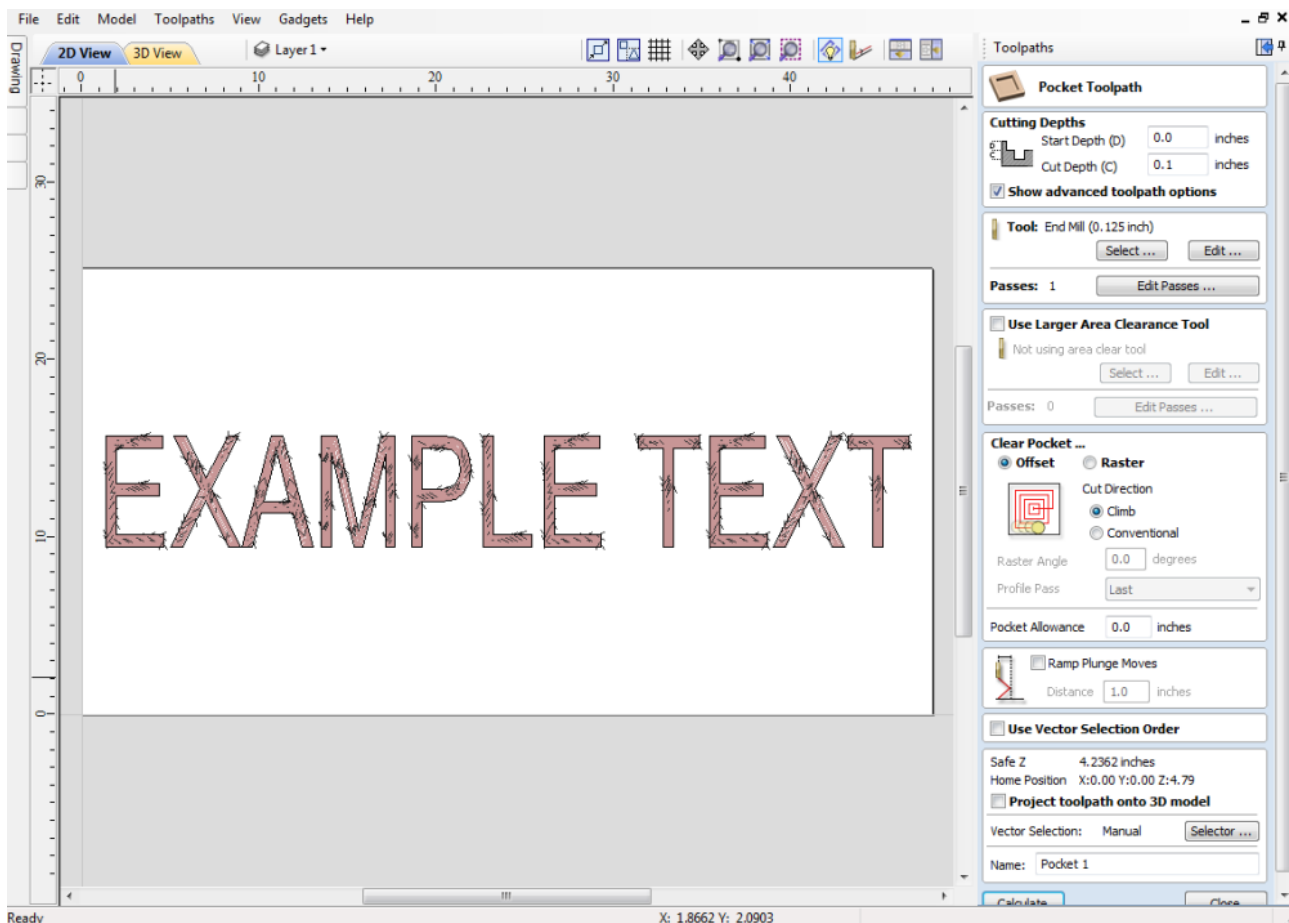 File Edit Model Toolpaths View Gadgets Help
Drawing
2D View 3D View Layer 1
0 10 20 30 40
30
20
10
0
EXAMPLE TEXT
Ready
X: 1.8662 Y: 2.0903
Toolpaths
Pocket Toolpath
Cutting Depths
Start Depth (D) 0.0 inches
Cut Depth (C) 0.1 inches
Show advanced toolpath options
Tool: End Mill (0.125 inch)
Select ... Edit ...
Passes: 1 Edit Passes ...
Use Larger Area Clearance Tool
Not using area clear tool
Select ... Edit ...
Passes: 0 Edit Passes ...
Clear Pocket ...
Offset Raster
Cut Direction
Climb
Conventional
Raster Angle 0.0 degrees
Profile Pass Last
Pocket Allowance 0.0 inches
Ramp Plunge Moves
Distance 1.0 inches
Use Vector Selection Order
Safe Z 4.2362 inches
Home Position X:0.00 Y:0.00 Z:4.79
Project toolpath onto 3D model
Vector Selection: Manual Selector ...
Name: Pocket 1
Calculate Close